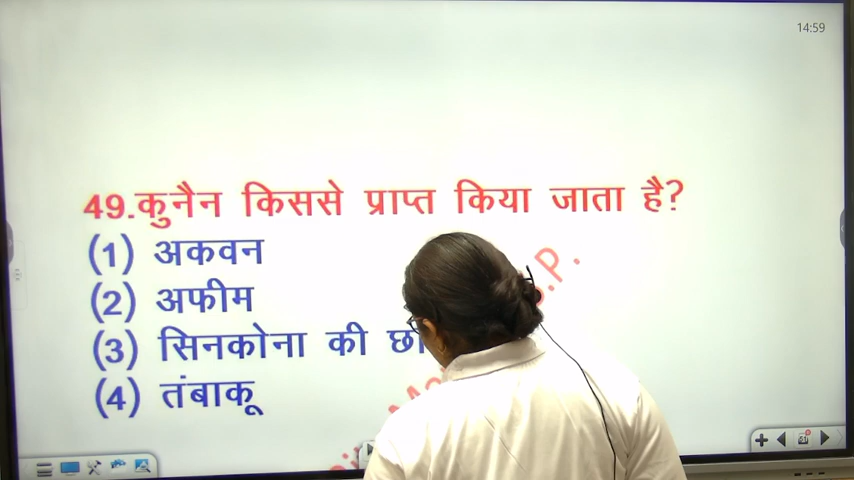 14:59
49.कुनैन किससे प्राप्त किया जाता है?
(1) अकवन
(2) अफीम
(3) सिनकोना की
(4) तंबाकू